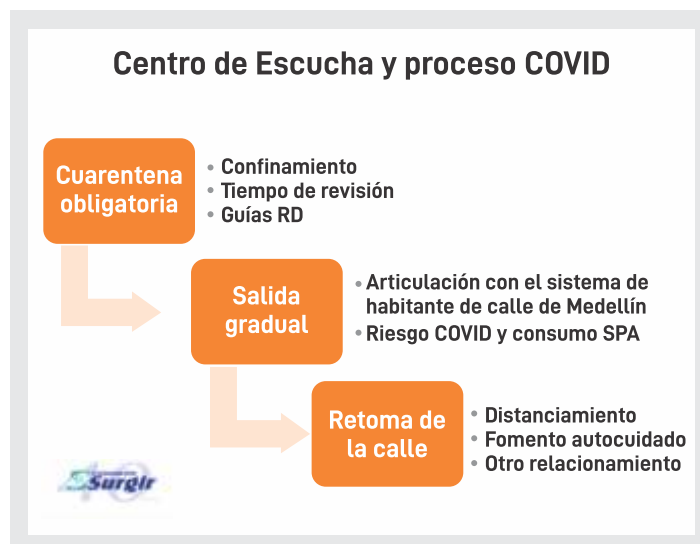 Centro de Escucha y proceso COVID
Cuarentena
obligatoria
• Confinamiento
• Tiempo de revisión
• Guías RD
Salida
gradual
• Articulación con el sistema de
habitante de calle de Medellín
• Riesgo COVID y consumo SPA
Retoma de
la calle
• Distanciamiento
• Fomento autocuidado
• Otro relacionamiento
Surgir